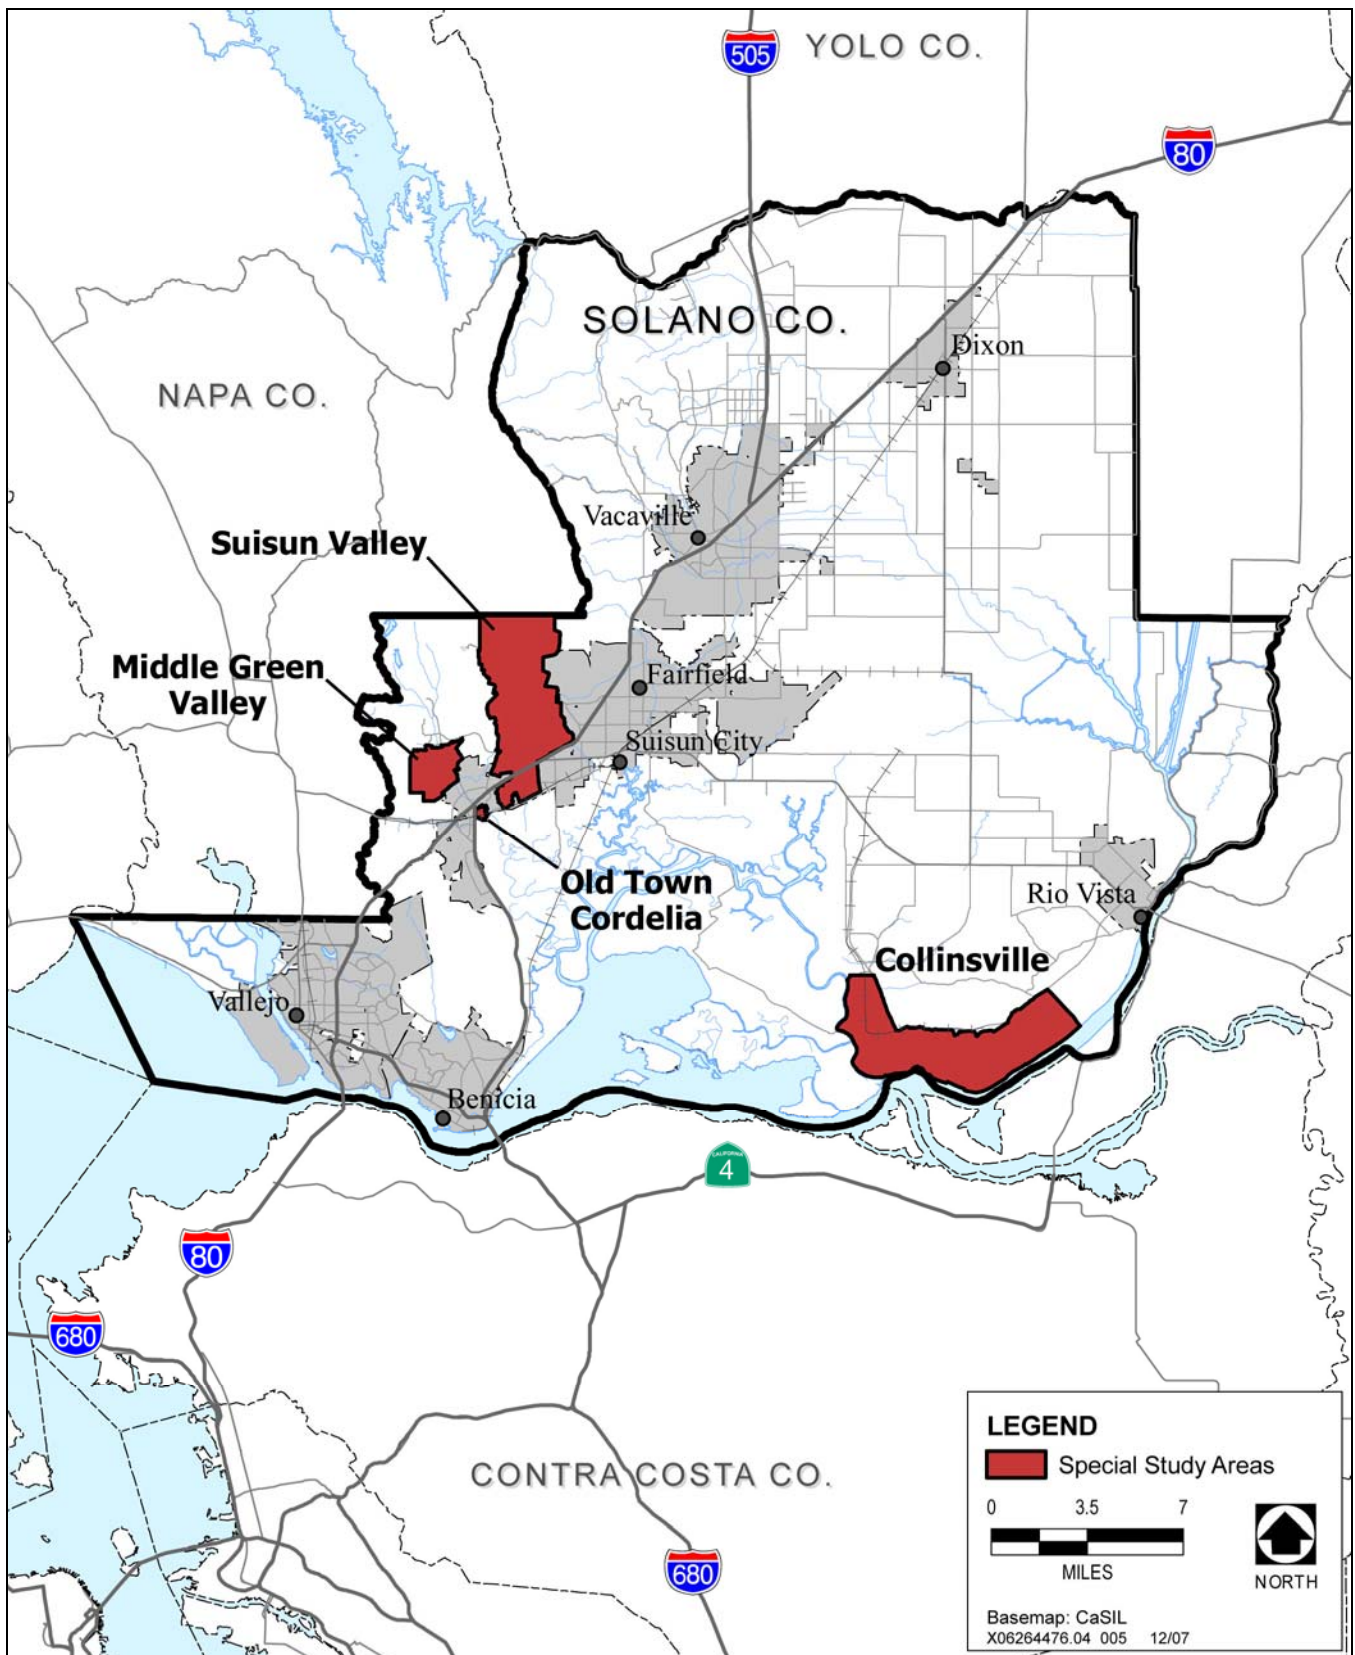 505
YOLO CO.
80
SOLANO CO.
Dixon
NAPA CO.
Vacaville
Suisun Valley
Middle Green
Valley
Fairfield
Suisun City
Old Town
Cordelia
Rio Vista
Collinsville
Vallejo
Benicia
CALIFORNIA
4
80
680
CONTRA COSTA CO.
680
LEGEND
Special Study Areas
0 3.5 7
MILES
NORTH
Basemap: CaSIL
X06264476.04 005 12/07